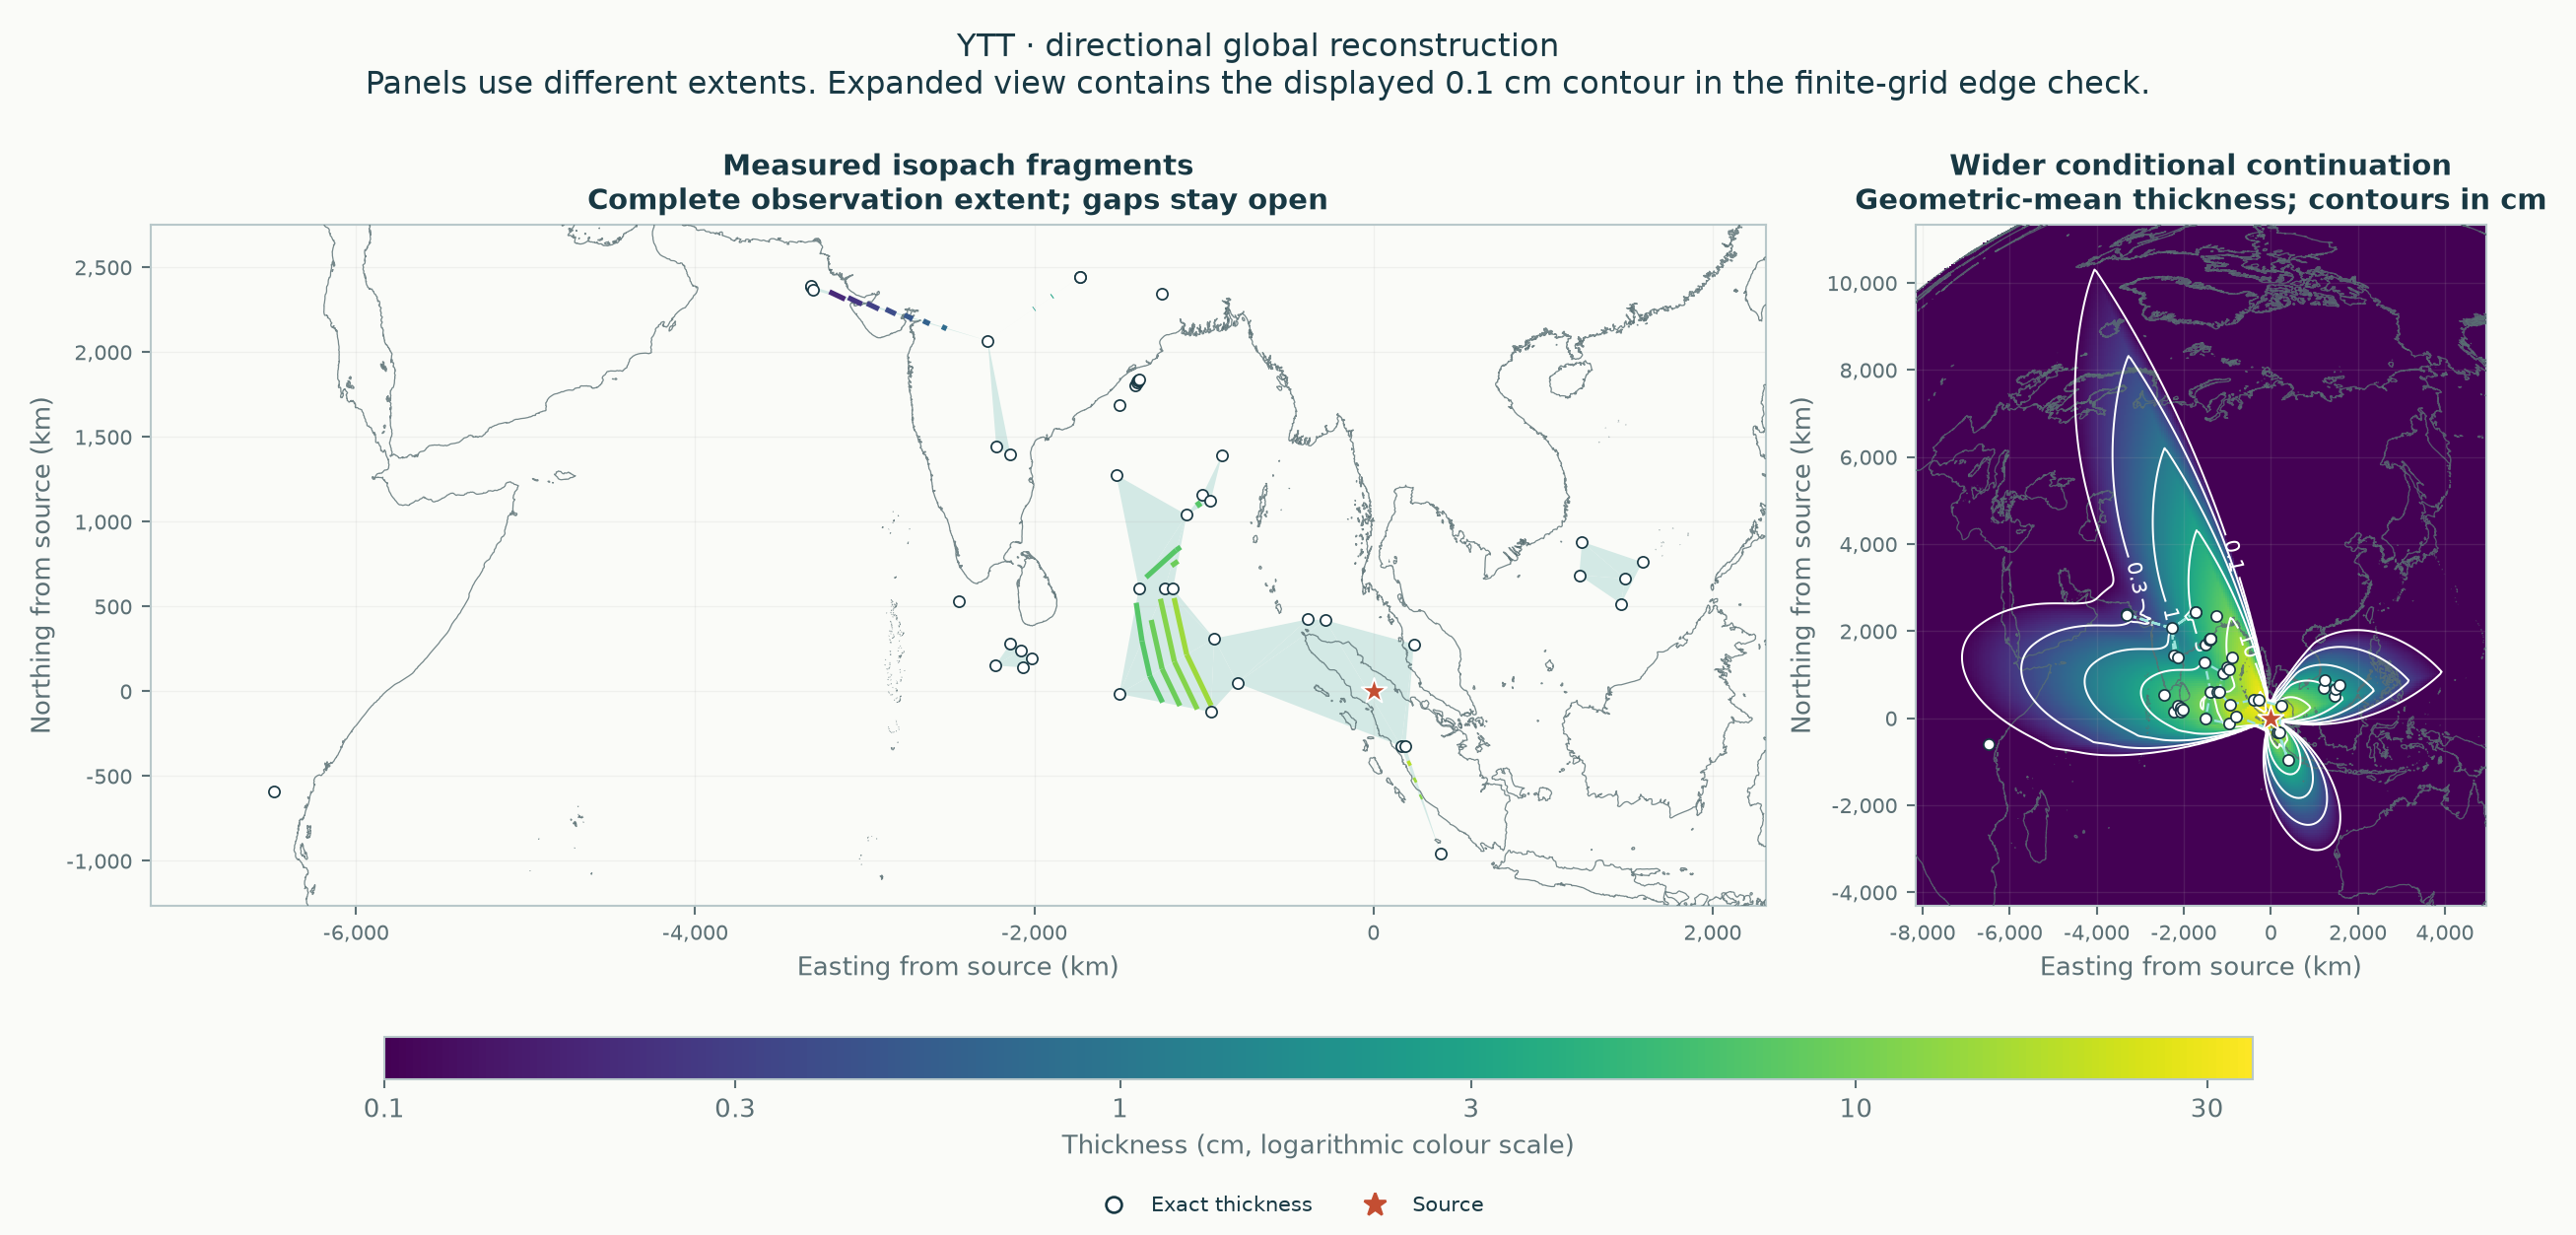 YTT · directional global reconstruction
Panels use different extents. Expanded view contains the displayed 0.1 cm contour in the finite-grid edge check.
Measured isopach fragments
Complete observation extent; gaps stay open
Wider conditional continuation
Geometric-mean thickness; contours in cm
Northing from source (km)
2,500
2,000
1,500
1,000
500
0
-500
-1,000
-6,000
-4,000
-2,000
0
2,000
Easting from source (km)
Northing from source (km)
10,000
8,000
6,000
4,000
2,000
0
-2,000
-4,000
0.1
0.3
1
10
-8,000
-6,000
-4,000
-2,000
0
2,000
4,000
Easting from source (km)
0.1
0.3
1
3
10
30
Thickness (cm, logarithmic colour scale)
Exact thickness
Source